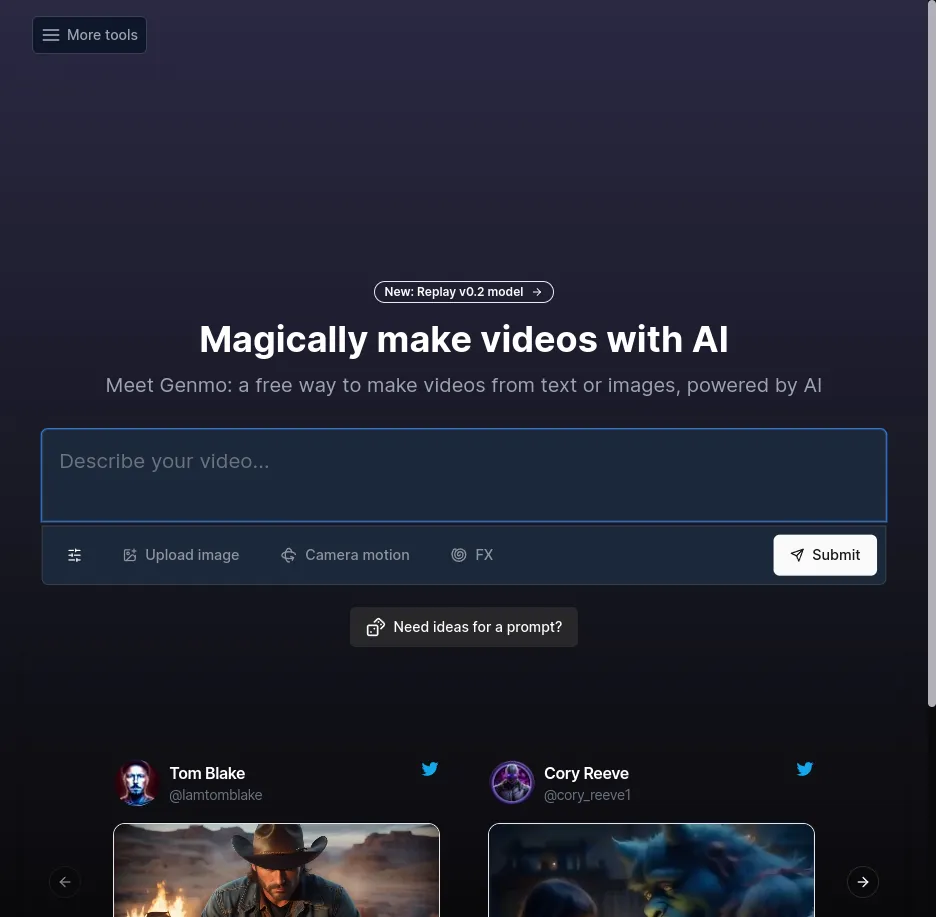 More tools
New: Replay v0.2 model →
Magically make videos with AI
Meet Genmo: a free way to make videos from text or images, powered by AI
Describe your video...
Upload image
Camera motion
FX
Submit
Need ideas for a prompt?
Tom Blake
@Iamtomblake
Cory Reeve
@cory_reeve1